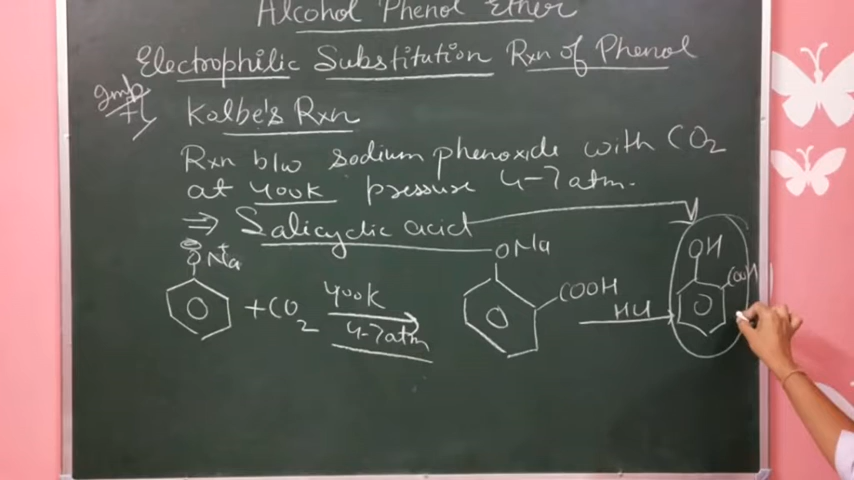 Alcohol Phenol Ether
Electrophilic Substitution Rxn of Phenol
Imp
Kolbe's Rxn
Rxn b/w sodium phenoxide with CO2
at 400k pressure 4-7atm.
⇒ Salicyclic acid
ONa ONa OH
COOH COOH
+CO2 400k HCl
4-7atm